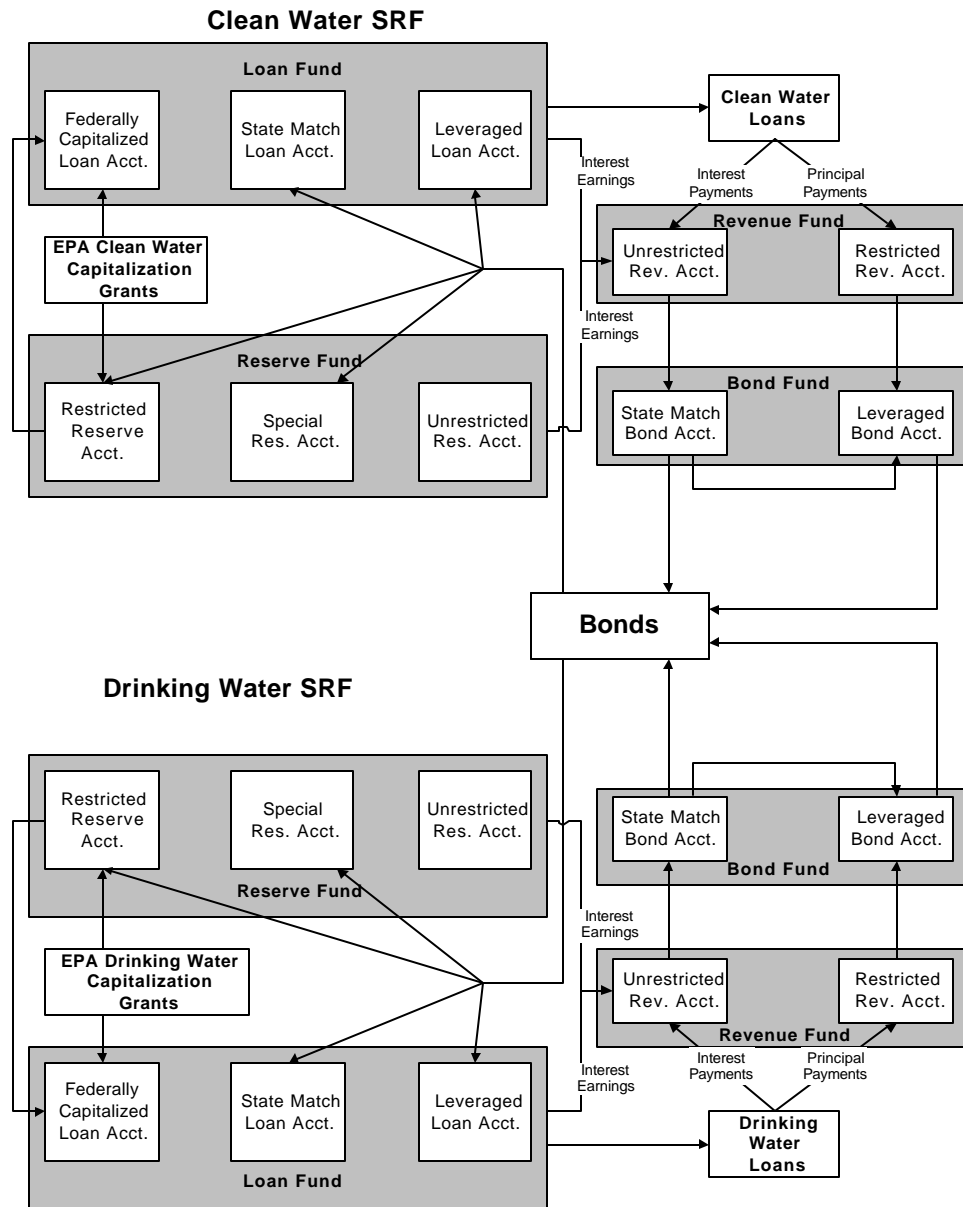 Clean Water SRF
Loan Fund
Federally
Capitalized
Loan Acct.
State Match
Loan Acct.
Leveraged
Loan Acct.
Clean Water
Loans
Interest
Earnings
Interest
Payments
Principal
Payments
Revenue Fund
Unrestricted
Rev. Acct.
Restricted
Rev. Acct.
EPA Clean Water
Capitalization
Grants
Interest
Earnings
Reserve Fund
Restricted
Reserve
Acct.
Special
Res. Acct.
Unrestricted
Res. Acct.
Bond Fund
State Match
Bond Acct.
Leveraged
Bond Acct.
Bonds
Drinking Water SRF
Restricted
Reserve
Acct.
Special
Res. Acct.
Unrestricted
Res. Acct.
Reserve Fund
State Match
Bond Acct.
Leveraged
Bond Acct.
Bond Fund
Interest
Earnings
EPA Drinking Water
Capitalization
Grants
Unrestricted
Rev. Acct.
Restricted
Rev. Acct.
Revenue Fund
Interest
Payments
Principal
Payments
Interest
Earnings
Federally
Capitalized
Loan Acct.
State Match
Loan Acct.
Leveraged
Loan Acct.
Loan Fund
Drinking
Water
Loans